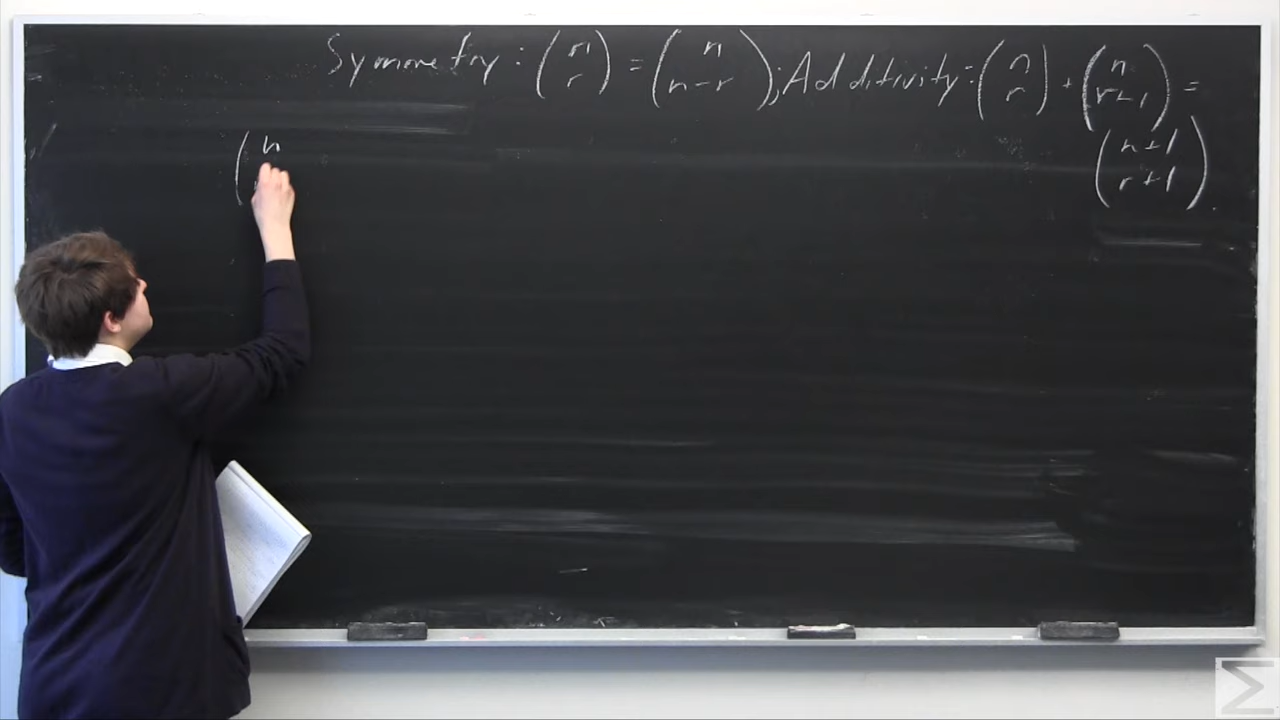 Symmetry: (n r) = (n n-r); Additivity: (n r) + (n r+1) =
(n+1 r+1).
(n
Σ